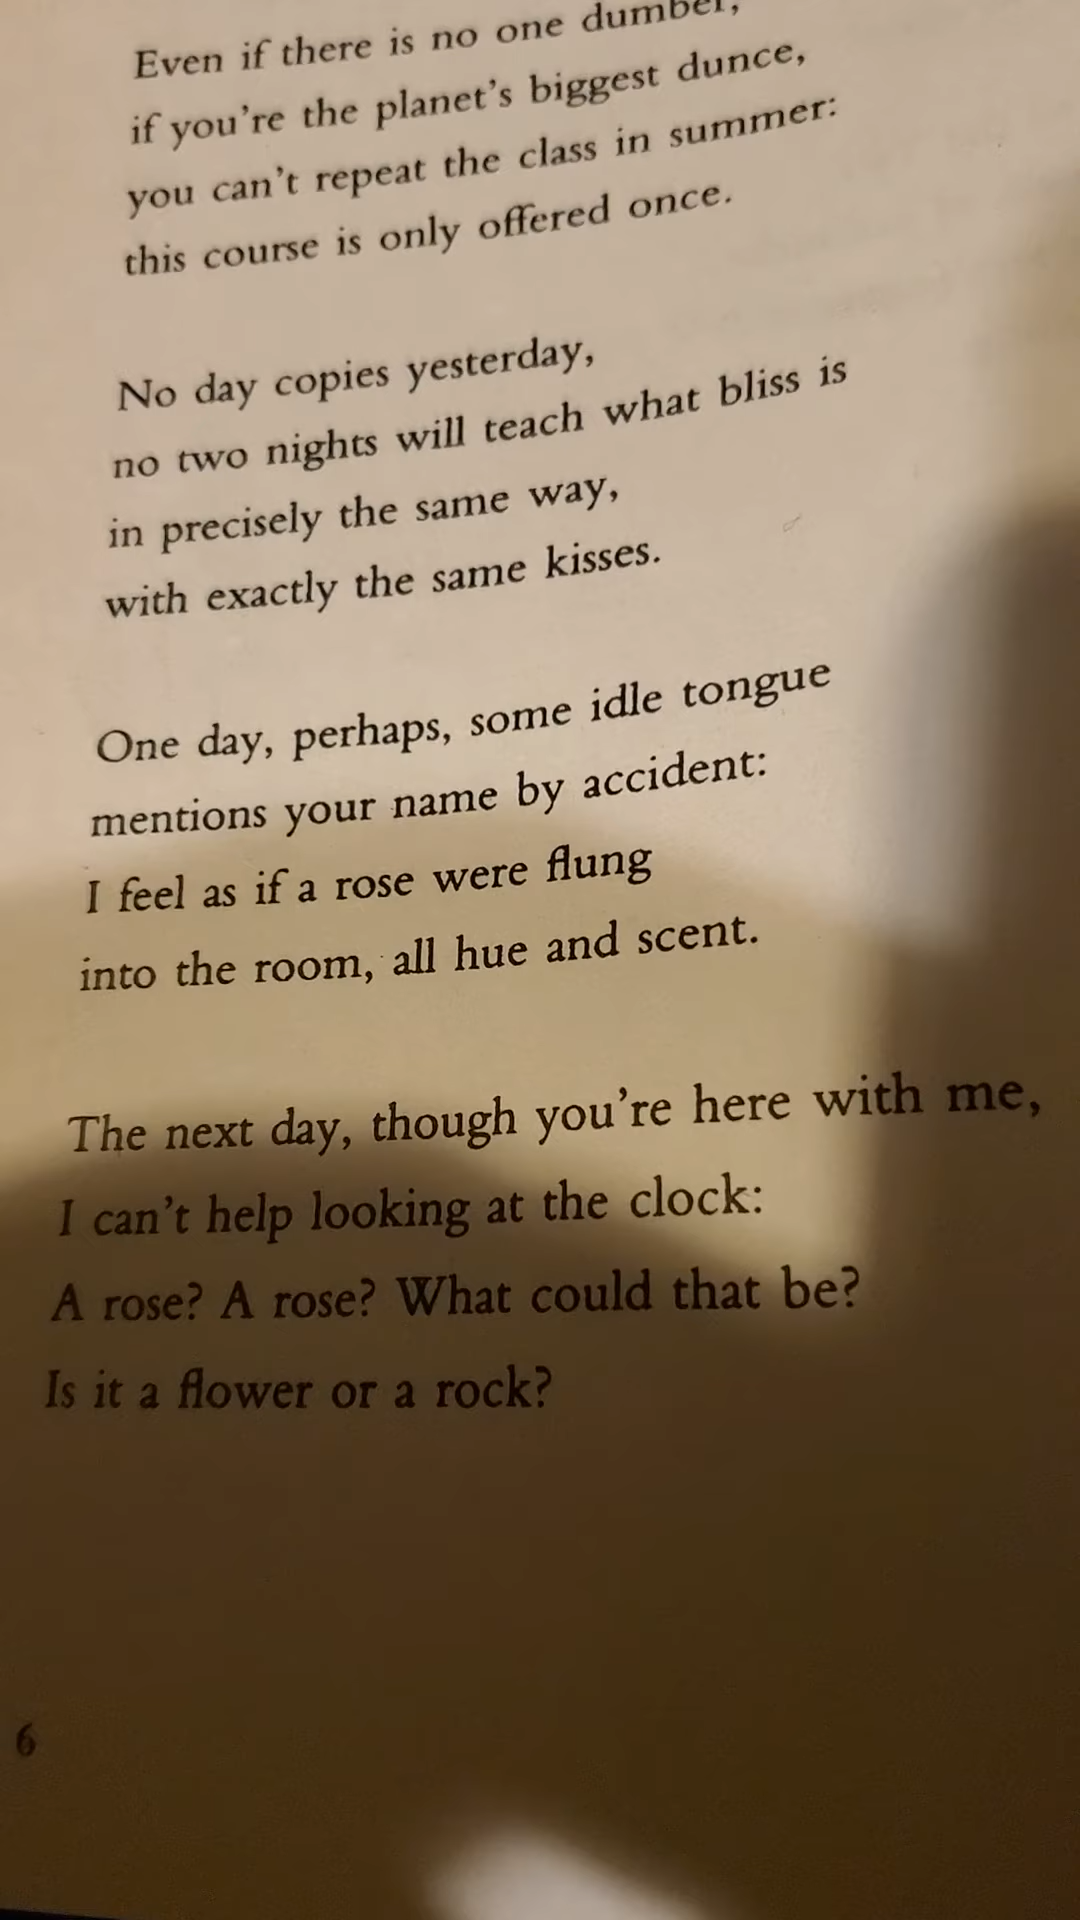 Even if there is no one dumber,
if you're the planet's biggest dunce,
you can't repeat the class in summer:
this course is only offered once.
No day copies yesterday,
no two nights will teach what bliss is
in precisely the same way,
with exactly the same kisses.
One day, perhaps, some idle tongue
mentions your name by accident:
I feel as if a rose were flung
into the room, all hue and scent.
The next day, though you're here with me,
I can't help looking at the clock:
A rose? A rose? What could that be?
Is it a flower or a rock?
6